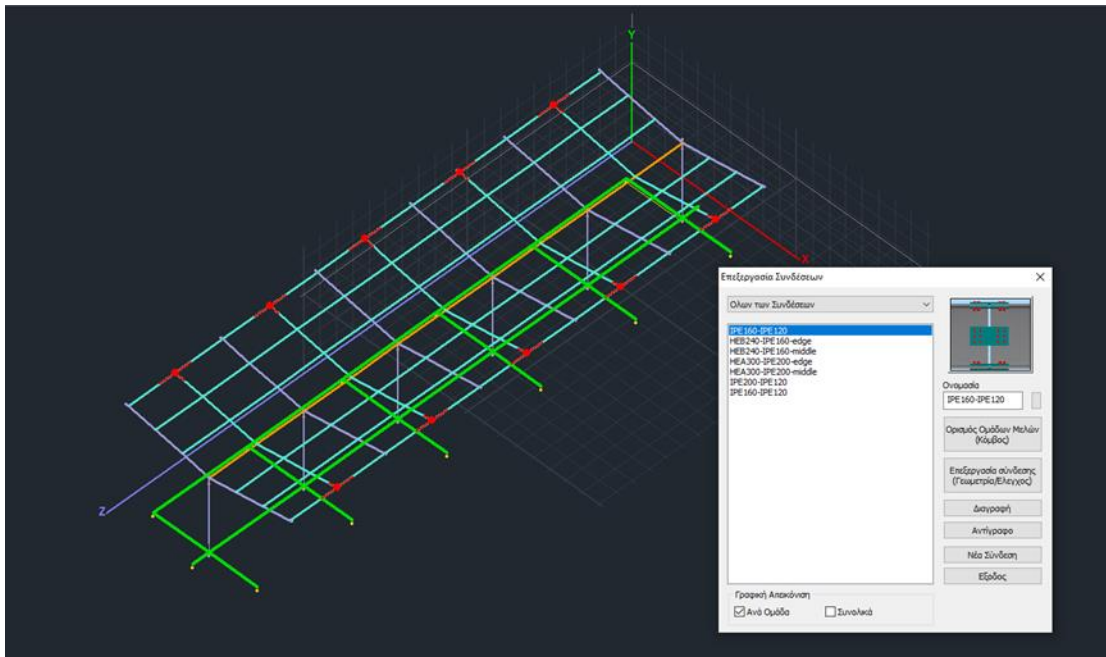 Y
X
Z
Επεξεργασία Συνδέσεων
Ολων των Συνδέσεων
IPE160-IPE120
HEB240-IPE160-edge
HEB240-IPE160-middle
HEA300-IPE200-edge
HEA300-IPE200-middle
IPE200-IPE120
IPE160-IPE120
Ονομασία
IPE160-IPE120
Ορισμός Ομάδων Μελών
(Κόμβος)
Επεξεργασία σύνδεσης
(Γεωμετρία/Ελεγχος)
Διαγραφή
Αντίγραφο
Νέα Σύνδεση
Εξοδος
Γραφική Απεικόνιση
Ανά Ομάδα
Συνολικά